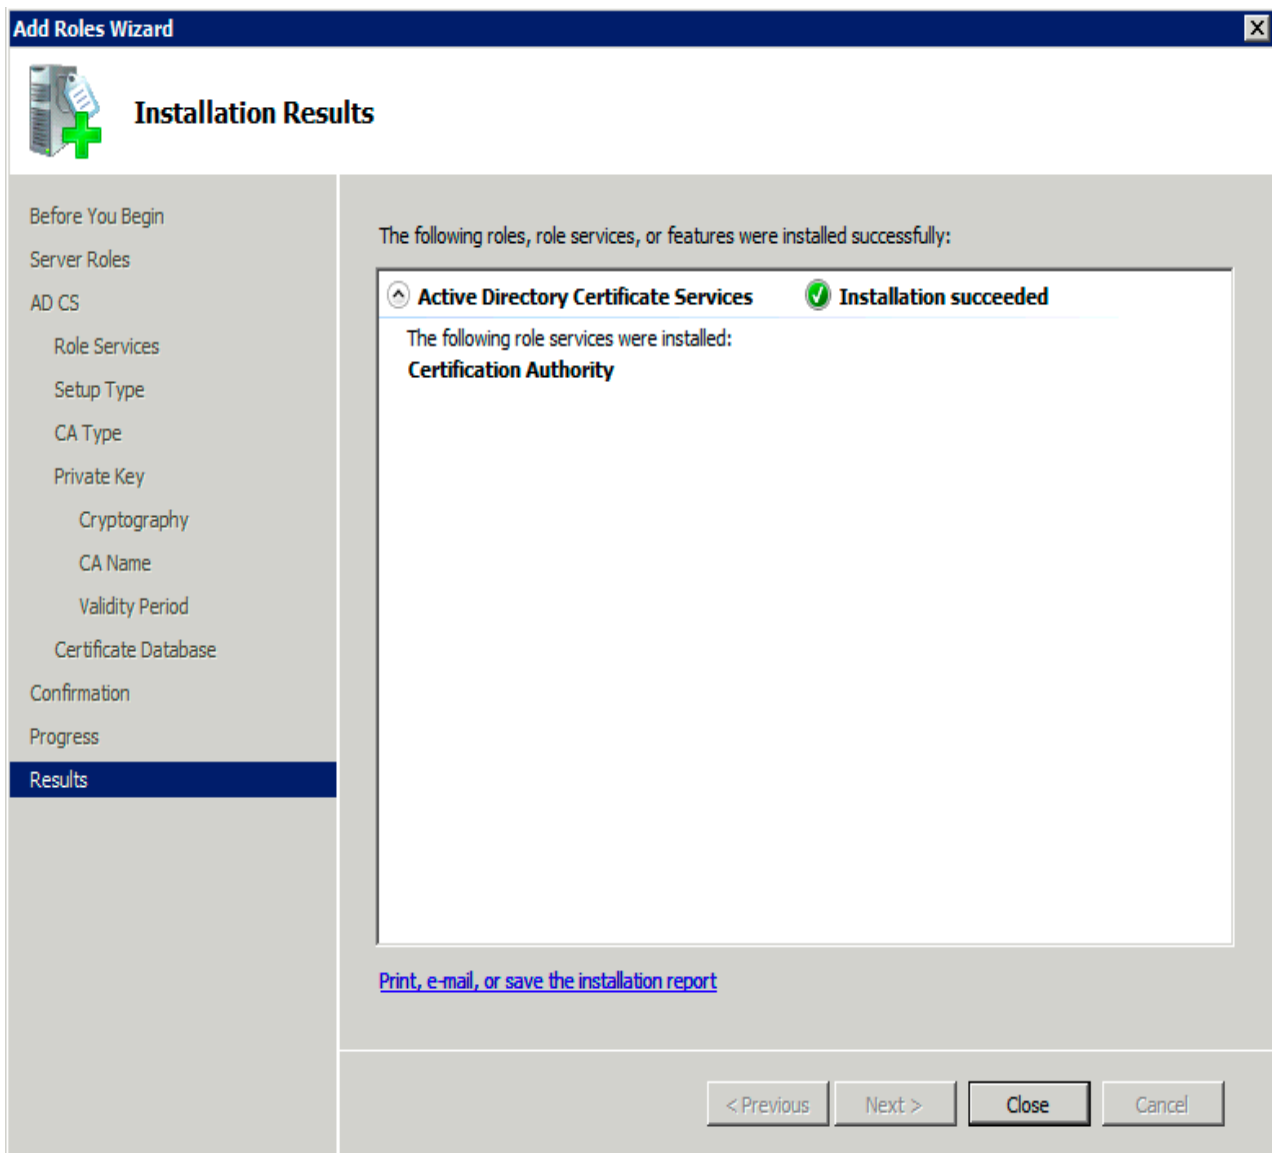 Add Roles Wizard
Installation Results
Before You Begin
Server Roles
AD CS
Role Services
Setup Type
CA Type
Private Key
Cryptography
CA Name
Validity Period
Certificate Database
Confirmation
Progress
Results
The following roles, role services, or features were installed successfully:
Active Directory Certificate Services Installation succeeded
The following role services were installed:
Certification Authority
Print, e-mail, or save the installation report
< Previous Next > Close Cancel